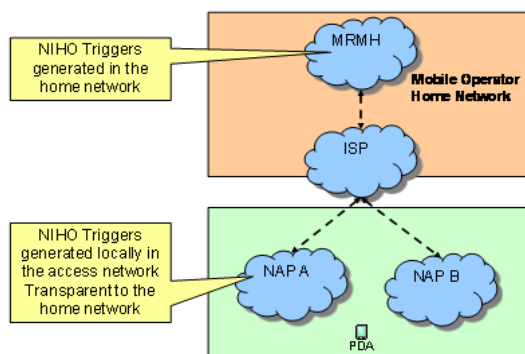 NIHO Triggers
generated in the
home network
MRMH
Mobile Operator
Home Network
ISP
NIHO Triggers
generated locally in
the access network
Transparent to the
home network
NAP A
NAP B
PDA